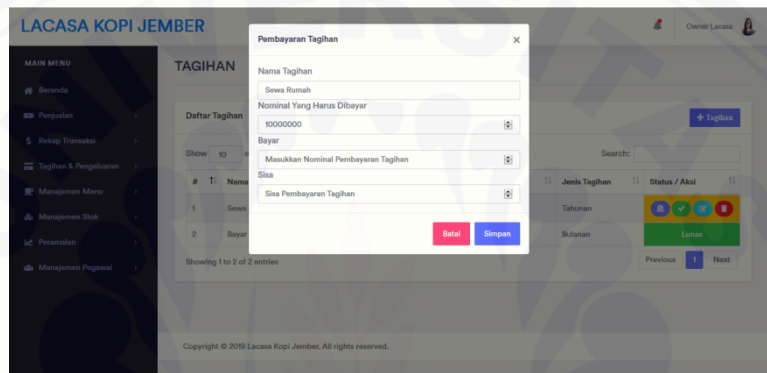 LACASA KOPI JEMBER
Owner Lacasa
MAIN MENU
Beranda
Penjualan
Rekap Transaksi
Tagihan & Pengeluaran
Manajemen Menu
Manajemen Stok
Peramalan
Manajemen Pegawai
TAGIHAN
Daftar Tagihan
+ Tagihan
Show 10
Search:
# Nama Jenis Tagihan Status / Aksi
1 Sewa Tahunan
2 Bayar Bulanan Lunas
Showing 1 to 2 of 2 entries
Previous 1 Next
Pembayaran Tagihan ×
Nama Tagihan
Sewa Rumah
Nominal Yang Harus Dibayar
10000000
Bayar
Masukkan Nominal Pembayaran Tagihan
Sisa
Sisa Pembayaran Tagihan
Batal Simpan
Copyright © 2019 Lacasa Kopi Jember. All rights reserved.